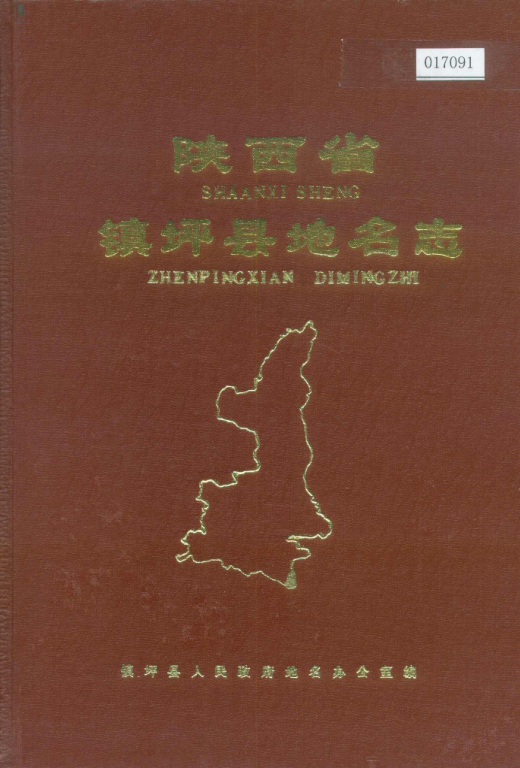 017091
陕西省
SHAANXI SHENG
镇坪县地名志
ZHENPINGXIAN DIMINGZHI
镇坪县人民政府地名办公室编